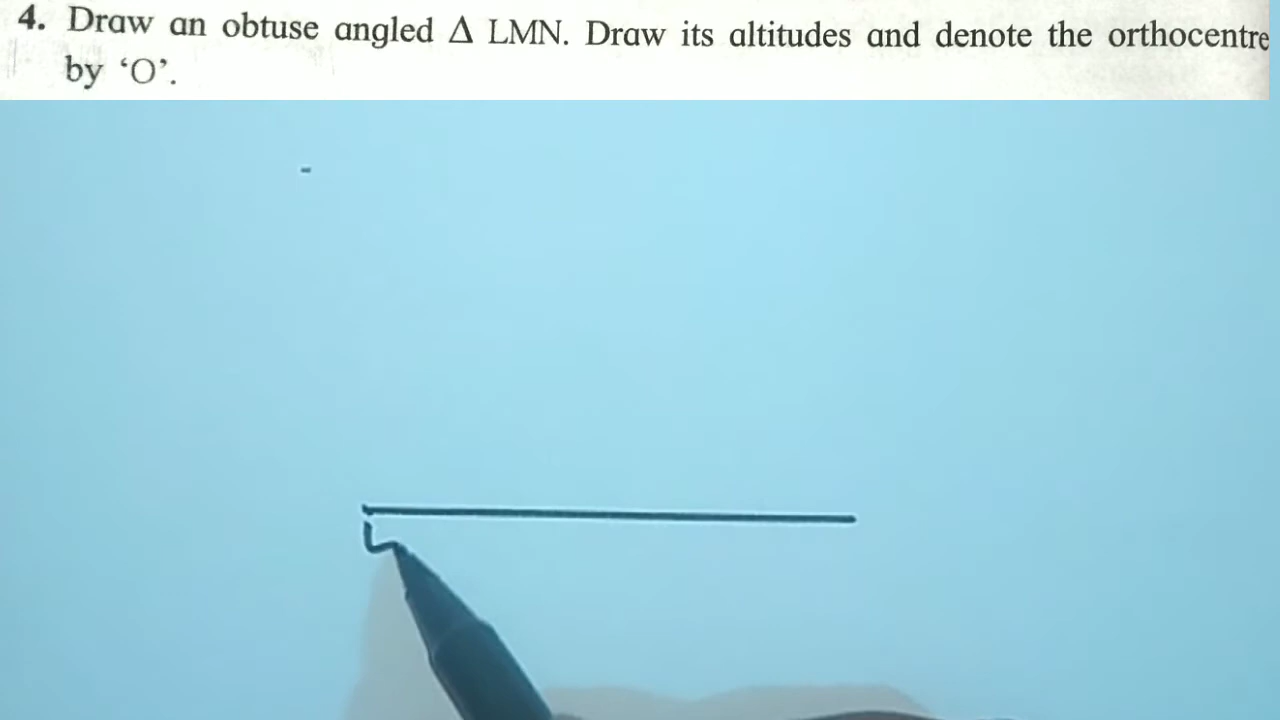 4. Draw an obtuse angled Δ LMN. Draw its altitudes and denote the orthocentre
by ‘O’.
L